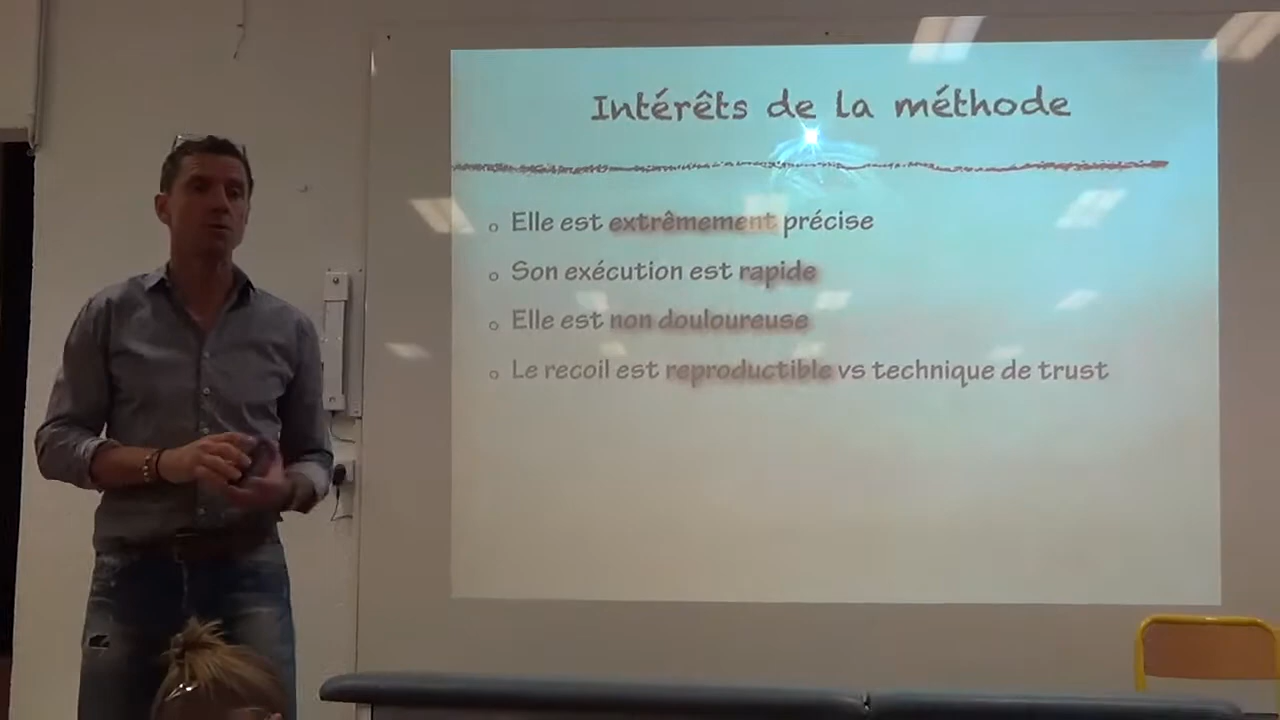 Intérêts de la méthode
Elle est extrêmement précise
Son exécution est rapide
Elle est non douloureuse
Le recoil est reproductible vs technique de trust